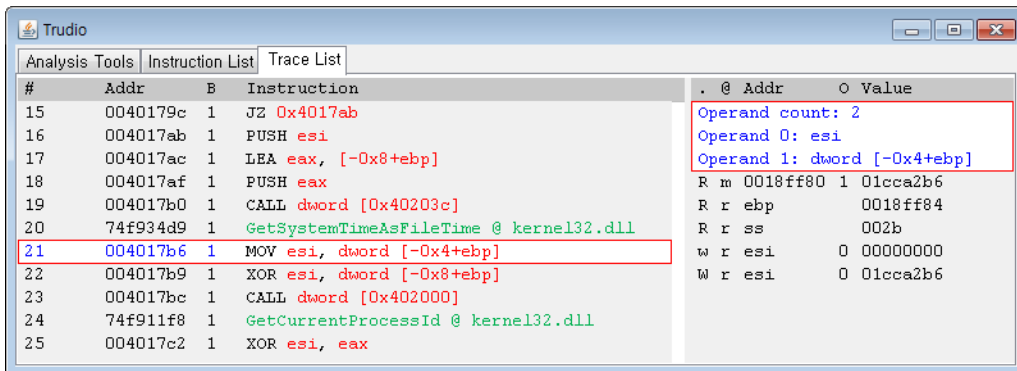 Trudio
Analysis Tools Instruction List Trace List
# Addr B Instruction
15 0040179c 1 JZ 0x4017ab
16 004017ab 1 PUSH esi
17 004017ac 1 LEA eax, [-0x8+ebp]
18 004017af 1 PUSH eax
19 004017b0 1 CALL dword [0x40203c]
20 74f934d9 1 GetSystemTimeAsFileTime @ kernel32.dll
21 004017b6 1 MOV esi, dword [-0x4+ebp]
22 004017b9 1 XOR esi, dword [-0x8+ebp]
23 004017bc 1 CALL dword [0x402000]
24 74f911f8 1 GetCurrentProcessId @ kernel32.dll
25 004017c2 1 XOR esi, eax
. @ Addr O Value
Operand count: 2
Operand 0: esi
Operand 1: dword [-0x4+ebp]
R m 0018ff80 1 01cca2b6
R r ebp 0018ff84
R r ss 002b
w r esi 0 00000000
W r esi 0 01cca2b6